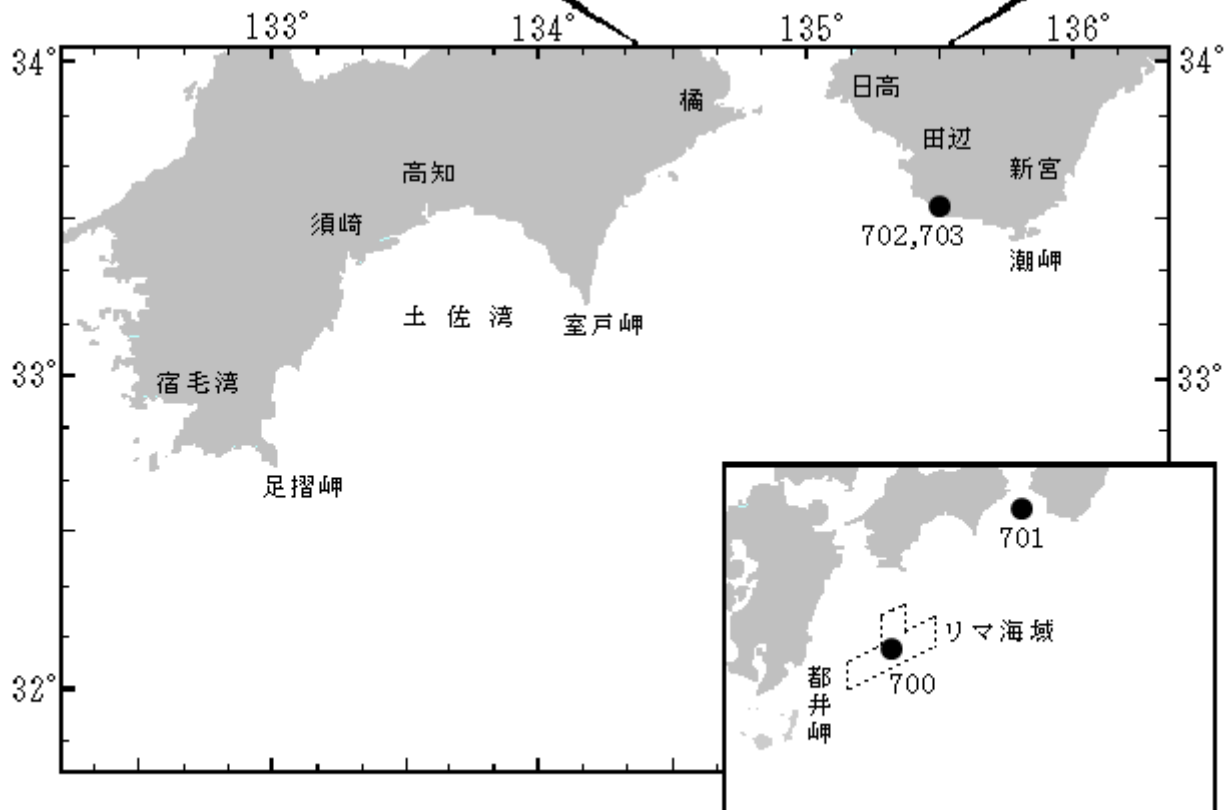 133°
134°
135°
136°
34°
34°
日高
橘
田辺
新宮
高知
須崎
702,703
潮岬
土佐湾
室戸岬
33°
33°
宿毛湾
足摺岬
701
リマ海域
700
都井岬
32°